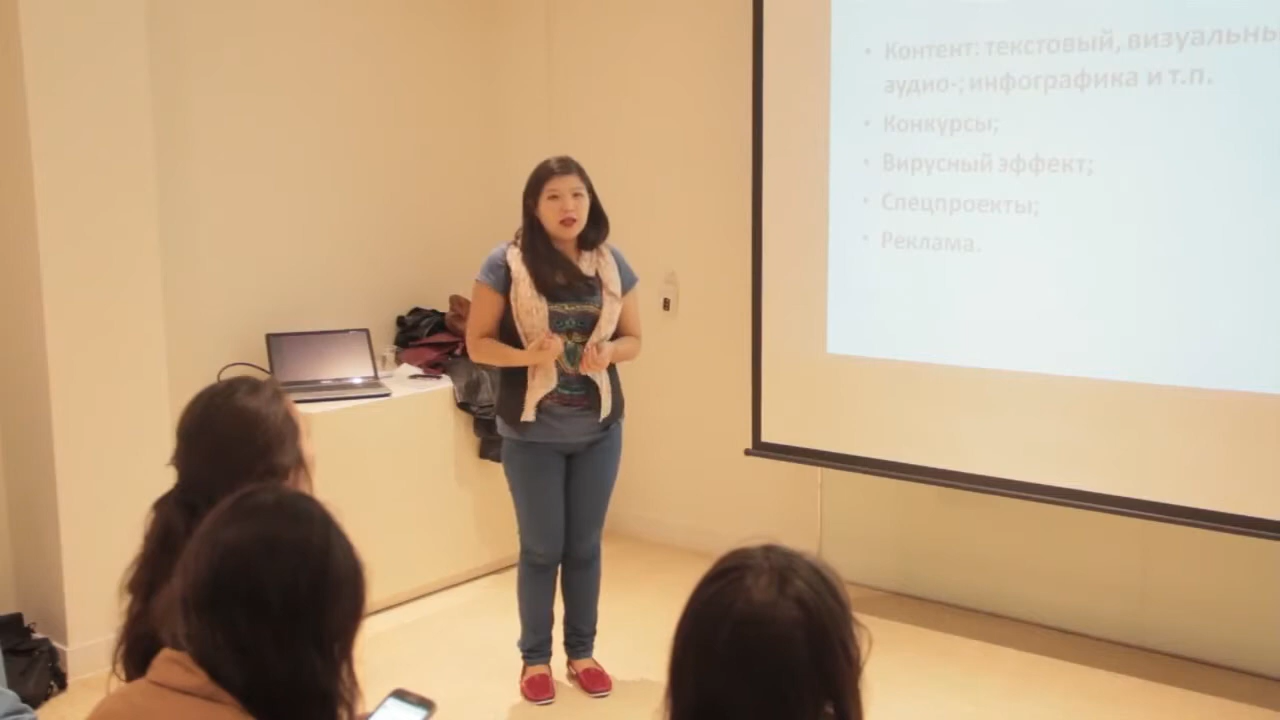 • Контент: текстовый, визуальны
аудио-; инфографика и т.п.
• Конкурсы;
• Вирусный эффект;
• Спецпроекты;
• Реклама.